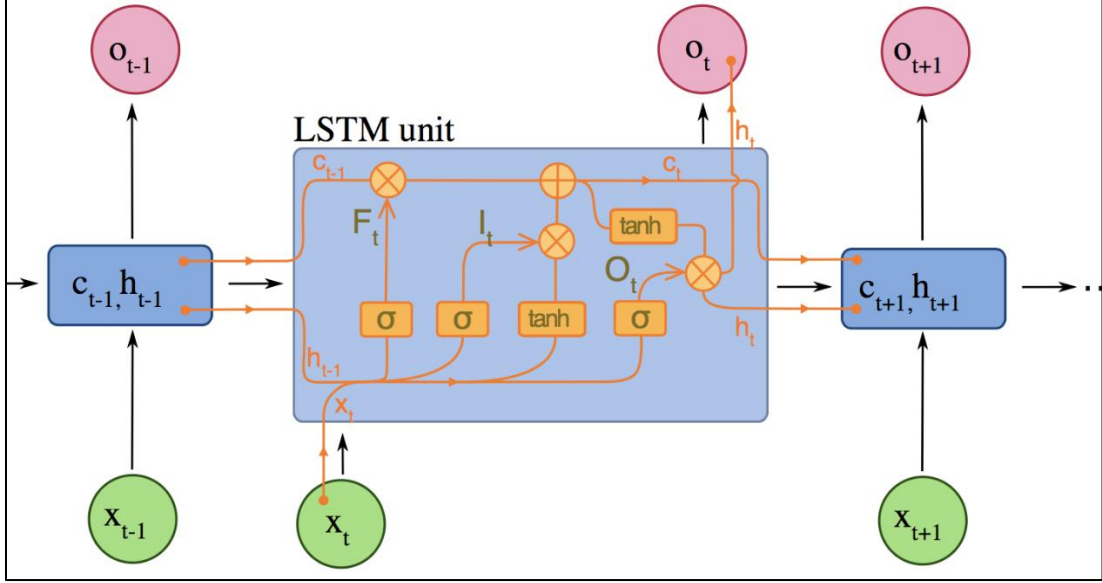 o_{t-1}
o_t
o_{t+1}
LSTM unit
h_t
c_{t-1}
c_t
F_t
I_t
tanh
O_t
c_{t-1},h_{t-1}
c_{t+1},h_{t+1}
...
σ
σ
tanh
σ
h_t
h_{t-1}
x_t
x_{t-1}
x_t
x_{t+1}